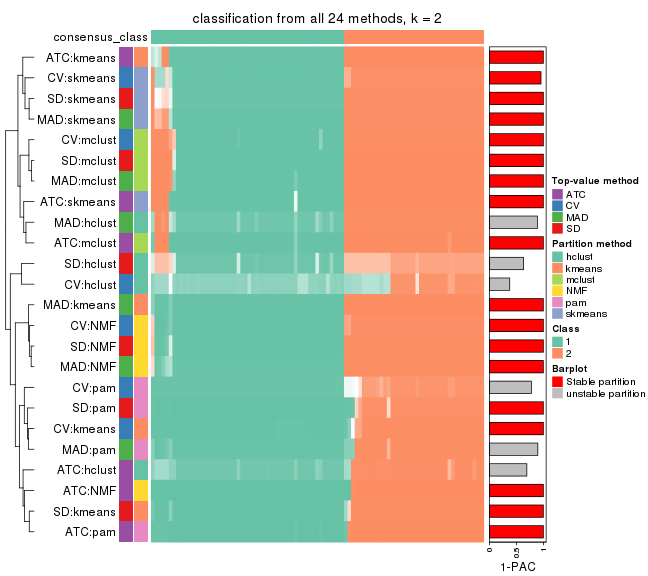 classification from all 24 methods, k = 2
consensus_class
ATC:kmeans
CV:skmeans
SD:skmeans
MAD:skmeans
CV:mclust
SD:mclust
MAD:mclust
ATC:skmeans
MAD:hclust
ATC:mclust
SD:hclust
CV:hclust
MAD:kmeans
CV:NMF
SD:NMF
MAD:NMF
CV:pam
SD:pam
CV:kmeans
MAD:pam
ATC:hclust
ATC:NMF
SD:kmeans
ATC:pam
0
0.5
1
1-PAC
Top-value method
ATC
CV
MAD
SD
Partition method
hclust
kmeans
mclust
NMF
pam
skmeans
Class
1
2
Barplot
Stable partition
unstable partition